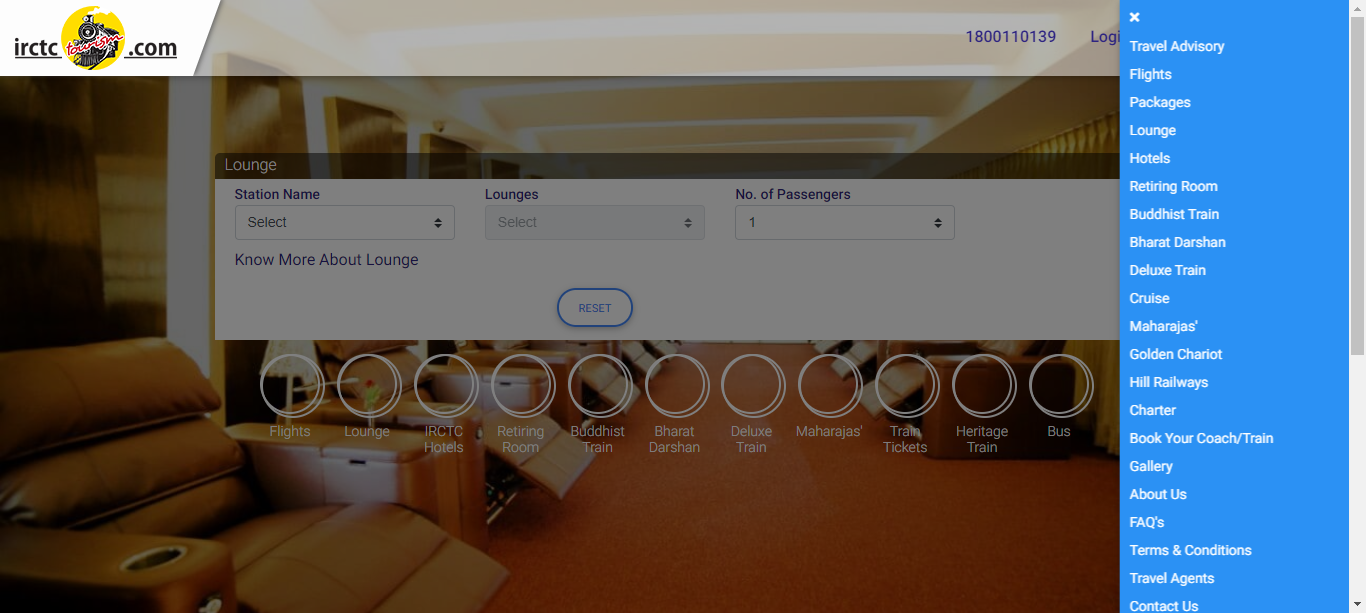 irctc tourism .com
1800110139
Logi
Lounge
Station Name
Lounges
No. of Passengers
Select
Select
1
Know More About Lounge
RESET
Flights
Lounge
IRCTC
Hotels
Retiring
Room
Buddhist
Train
Bharat
Darshan
Deluxe
Train
Maharajas'
Train
Tickets
Heritage
Train
Bus
×
Travel Advisory
Flights
Packages
Lounge
Hotels
Retiring Room
Buddhist Train
Bharat Darshan
Deluxe Train
Cruise
Maharajas'
Golden Chariot
Hill Railways
Charter
Book Your Coach/Train
Gallery
About Us
FAQ's
Terms & Conditions
Travel Agents
Contact Us